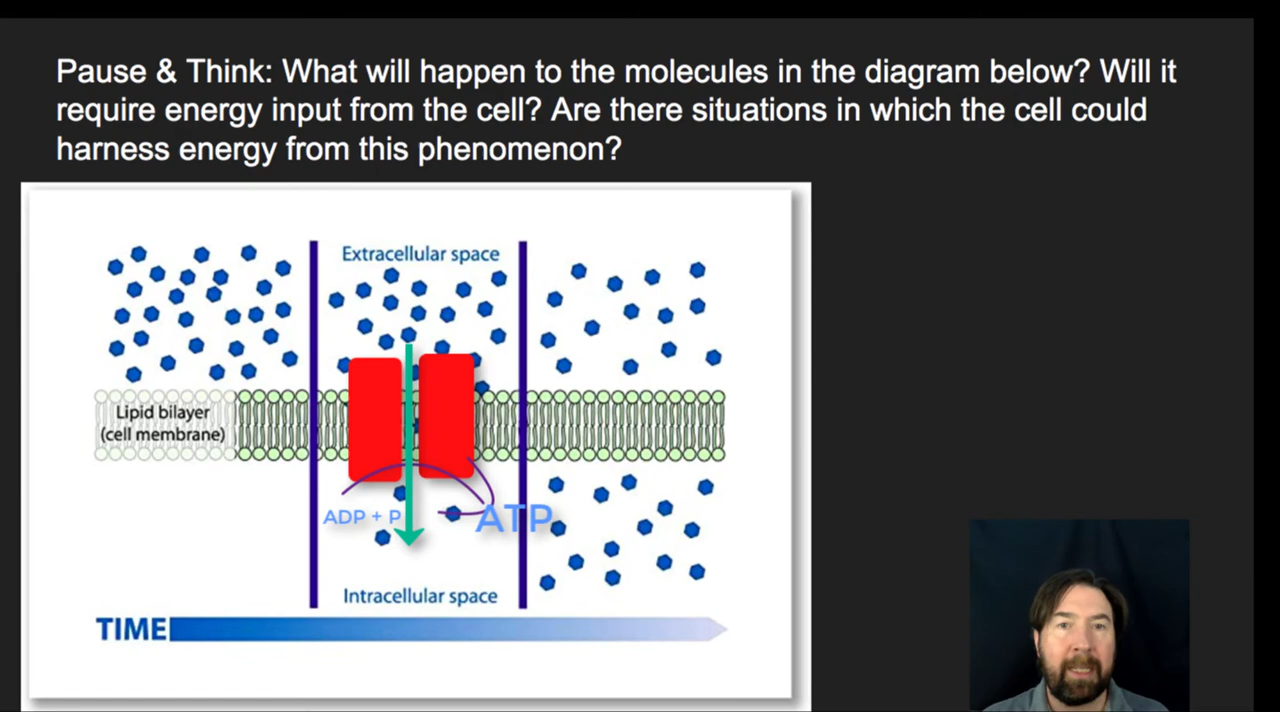 Pause & Think: What will happen to the molecules in the diagram below? Will it
require energy input from the cell? Are there situations in which the cell could
harness energy from this phenomenon?
Extracellular space
Lipid bilayer
(cell membrane)
ADP + P
ATP
Intracellular space
TIME